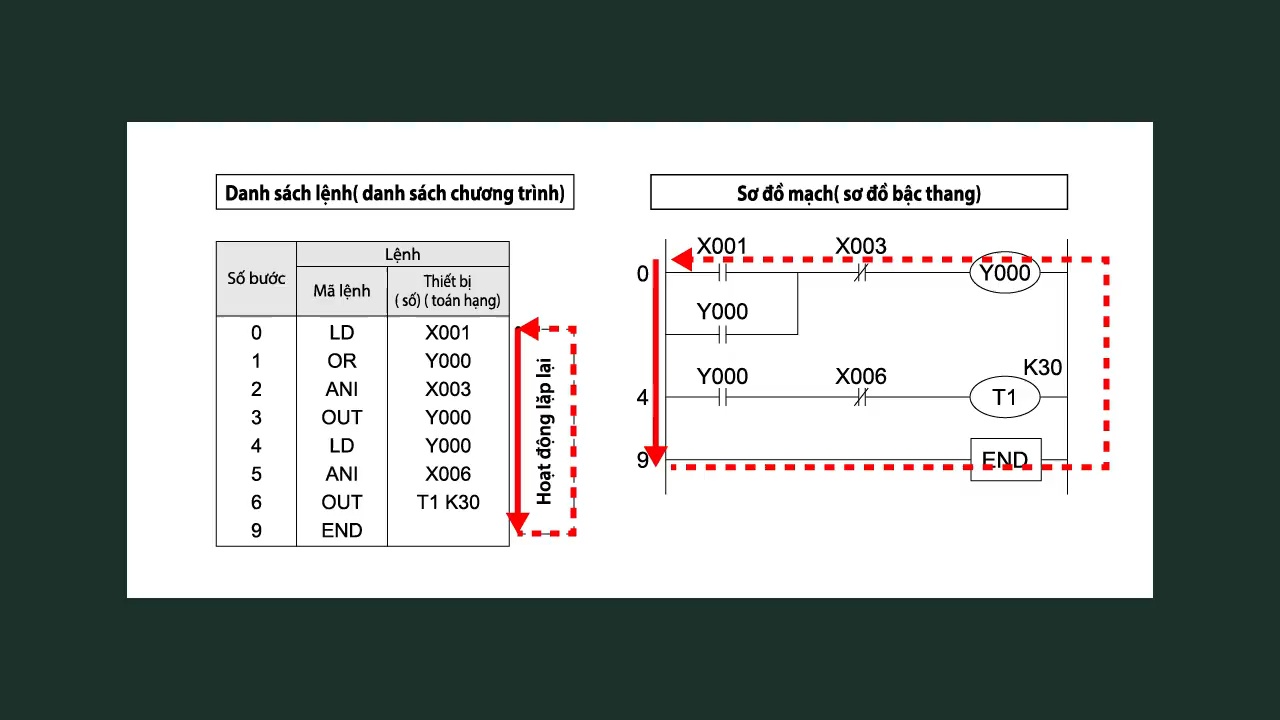 Danh sách lệnh( danh sách chương trình)
Số bước
Lệnh
Mã lệnh
Thiết bị
( số) ( toán hạng)
0 LD X001
1 OR Y000
2 ANI X003
3 OUT Y000
4 LD Y000
5 ANI X006
6 OUT T1 K30
9 END
Hoạt động lặp lại
Sơ đồ mạch( sơ đồ bậc thang)
X001 X003
0 Y000
Y000
K30
Y000 X006
4 T1
9 END